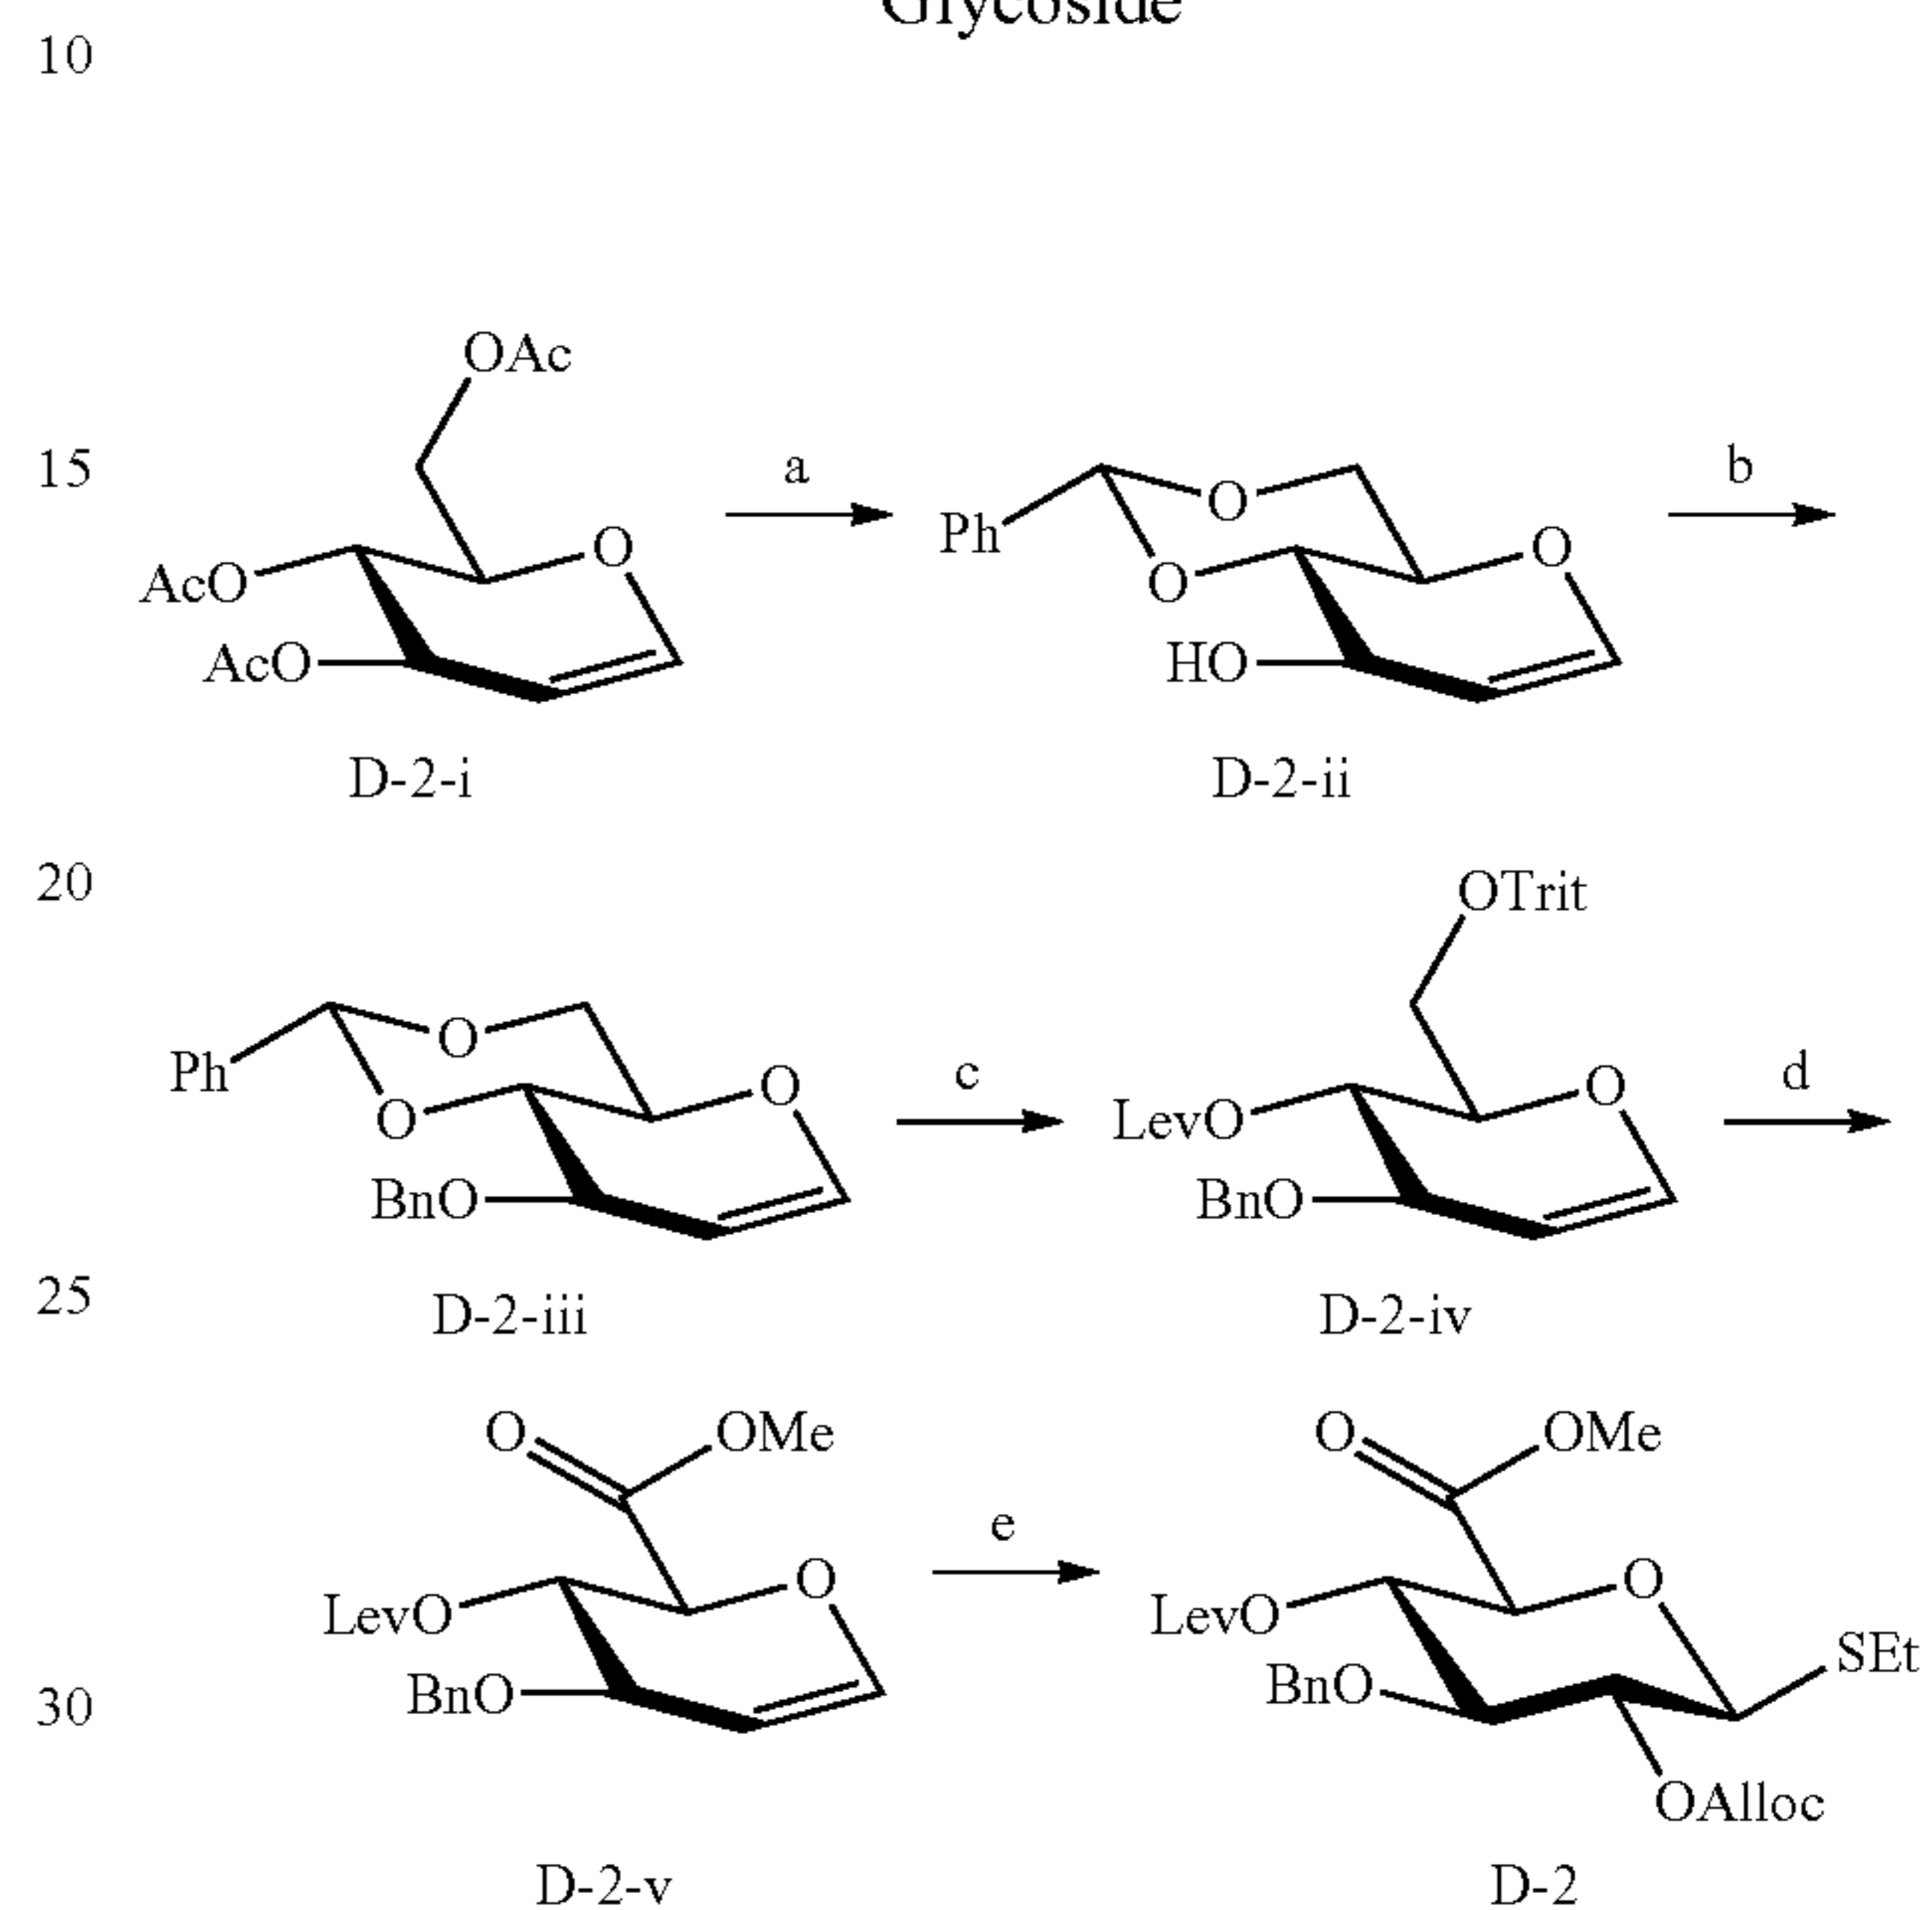 Glycoside
10
OAc
15
a
b
O
O
O
Ph
AcO
O
AcO
HO
D-2-i
D-2-ii
20
OTrit
O
Ph
O
c
O
d
O
LevO
BnO
BnO
25
D-2-iii
D-2-iv
O
OMe
O
OMe
e
O
O
LevO
LevO
SEt
30
BnO
BnO
OAlloc
D-2-v
D-2